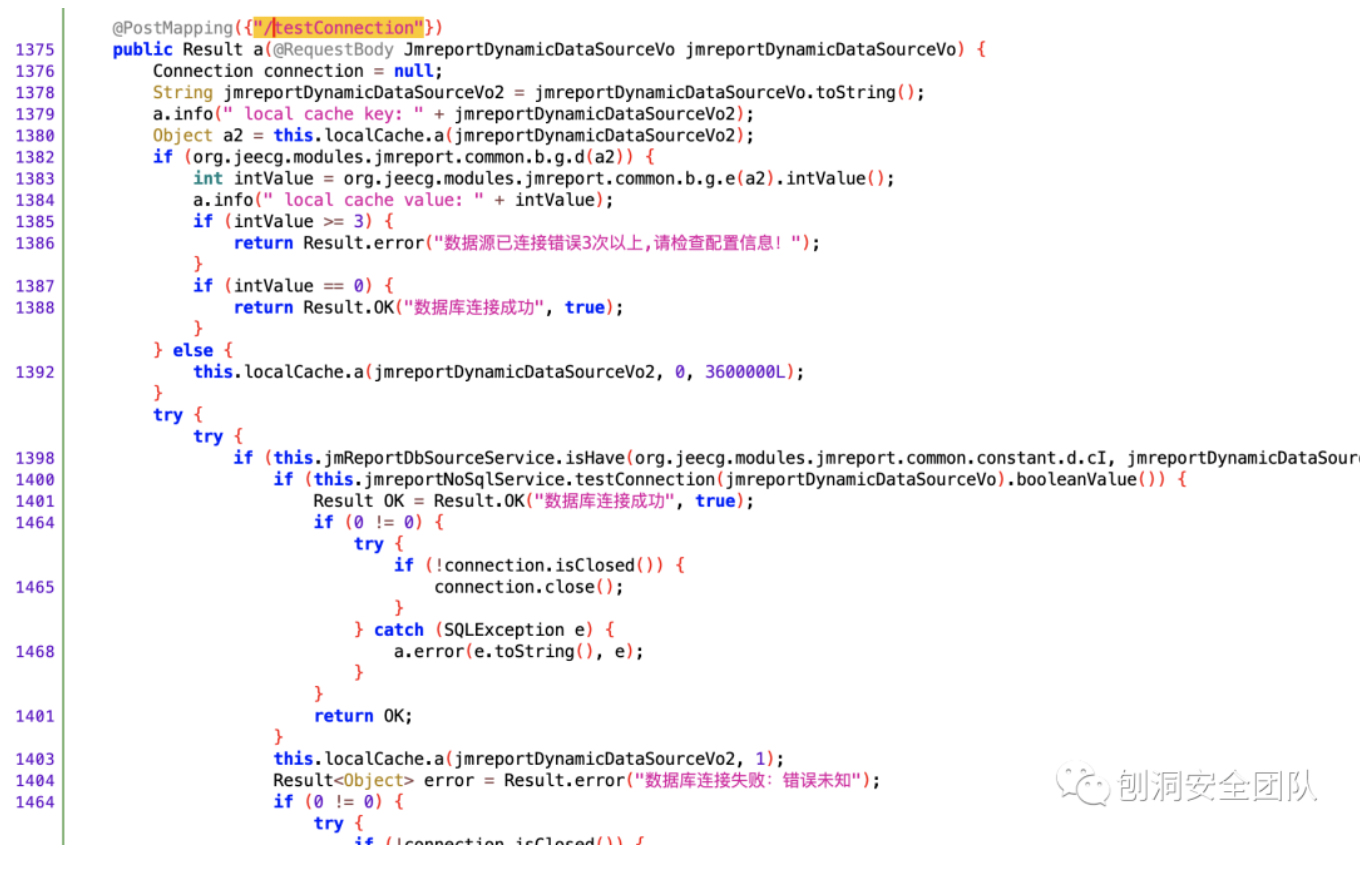 @PostMapping({"/testConnection"})
1375 public Result a(@RequestBody JmreportDynamicDataSourceVo jmreportDynamicDataSourceVo) {
1376 Connection connection = null;
1378 String jmreportDynamicDataSourceVo2 = jmreportDynamicDataSourceVo.toString();
1379 a.info(" local cache key: " + jmreportDynamicDataSourceVo2);
1380 Object a2 = this.localCache.a(jmreportDynamicDataSourceVo2);
1382 if (org.jeecg.modules.jmreport.common.b.g.d(a2)) {
1383 int intValue = org.jeecg.modules.jmreport.common.b.g.e(a2).intValue();
1384 a.info(" local cache value: " + intValue);
1385 if (intValue >= 3) {
1386 return Result.error("数据源已连接错误3次以上,请检查配置信息! ");
}
1387 if (intValue == 0) {
1388 return Result.OK("数据库连接成功", true);
}
} else {
1392 this.localCache.a(jmreportDynamicDataSourceVo2, 0, 3600000L);
}
try {
try {
1398 if (this.jmReportDbSourceService.isHave(org.jeecg.modules.jmreport.common.constant.d.cI, jmreportDynamicDataSour
1400 if (this.jmreportNoSqlService.testConnection(jmreportDynamicDataSourceVo).booleanValue()) {
1401 Result OK = Result.OK("数据库连接成功", true);
1464 if (0 != 0) {
try {
if (!connection.isClosed()) {
1465 connection.close();
}
} catch (SQLException e) {
1468 a.error(e.toString(), e);
}
}
1401 return OK;
}
1403 this.localCache.a(jmreportDynamicDataSourceVo2, 1);
1404 Result<Object> error = Result.error("数据库连接失败: 错误未知");
1464 if (0 != 0) {
try {
if (!connection.isClosed()) {
刨洞安全团队